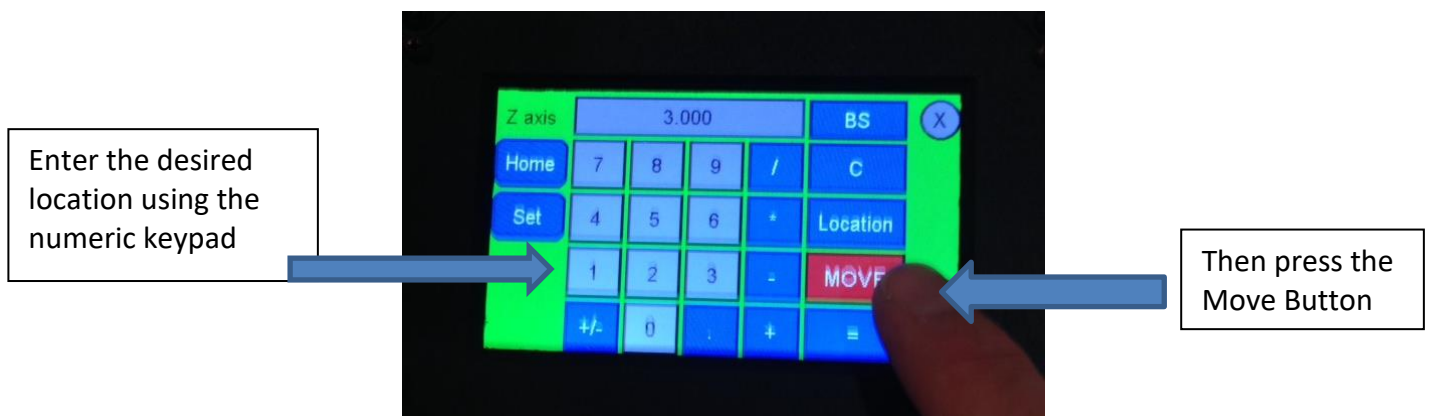 Enter the desired
location using the
numeric keypad
Z axis 3.000 BS X
Home 7 8 9 / C
Set 4 5 6 * Location
1 2 3 - MOVE
+/- 0 . + =
Then press the
Move Button